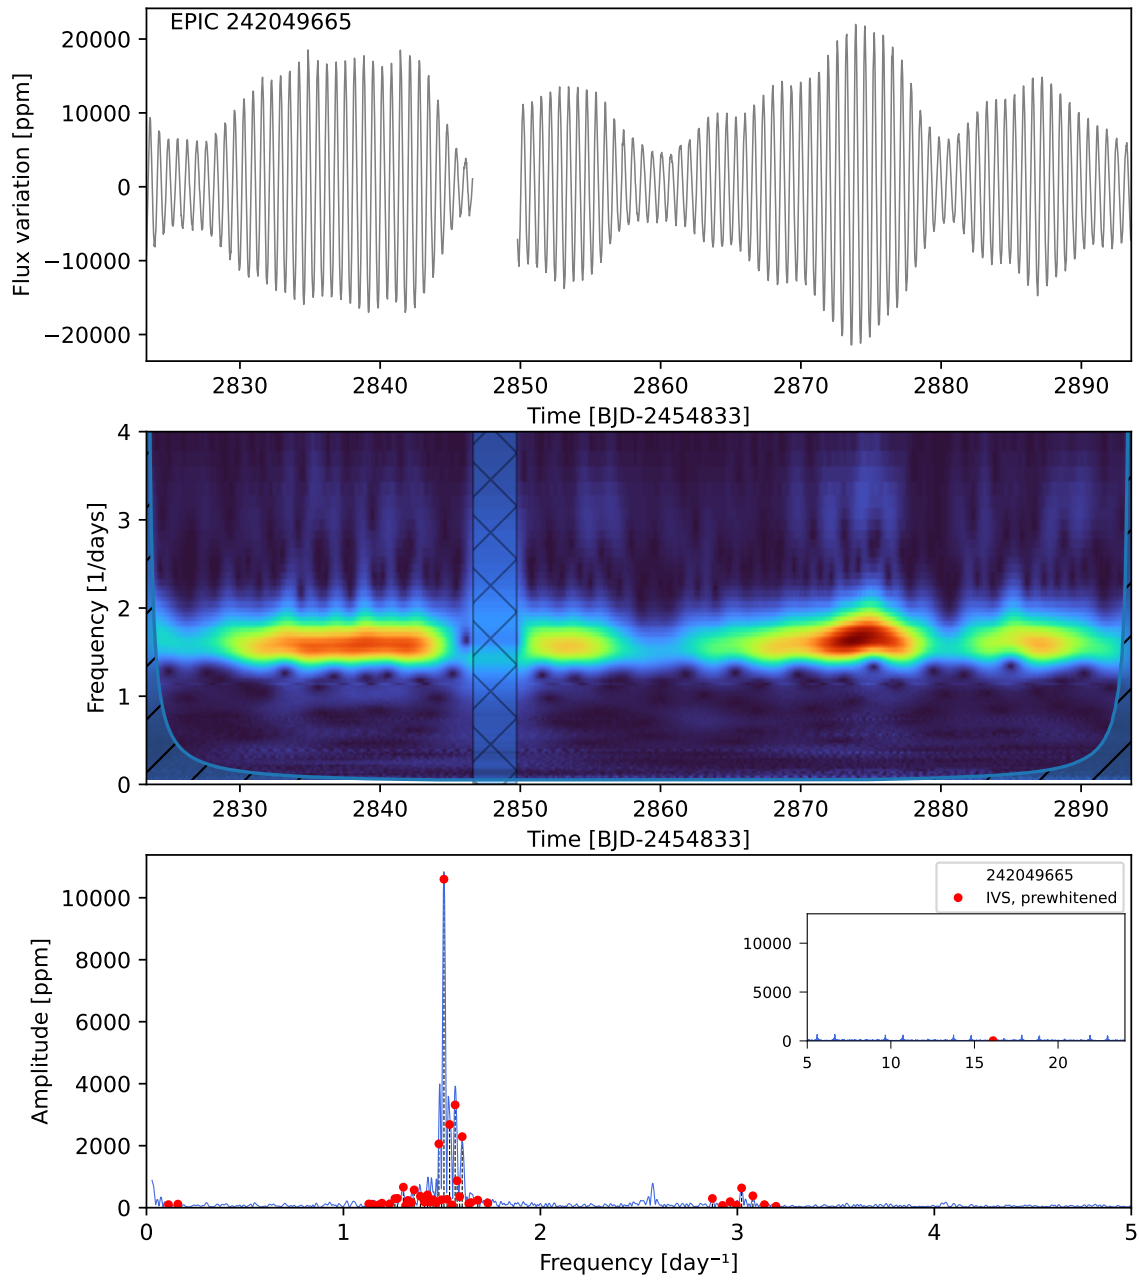 EPIC 242049665
20000
10000
0
−10000
−20000
Flux variation [ppm]
2830 2840 2850 2860 2870 2880 2890
Time [BJD-2454833]
4
3
2
1
0
Frequency [1/days]
2830 2840 2850 2860 2870 2880 2890
Time [BJD-2454833]
10000
8000
6000
4000
2000
0
Amplitude [ppm]
242049665
IVS, prewhitened
10000
5000
0
5 10 15 20
0 1 2 3 4 5
Frequency [day⁻¹]